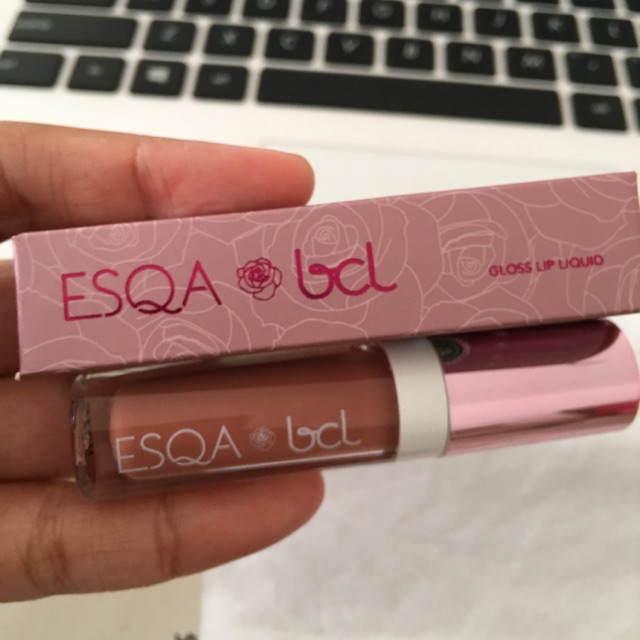 ESQA bcl
GLOSS LIP LIQUID
ESQA bcl
Z X C V B N M